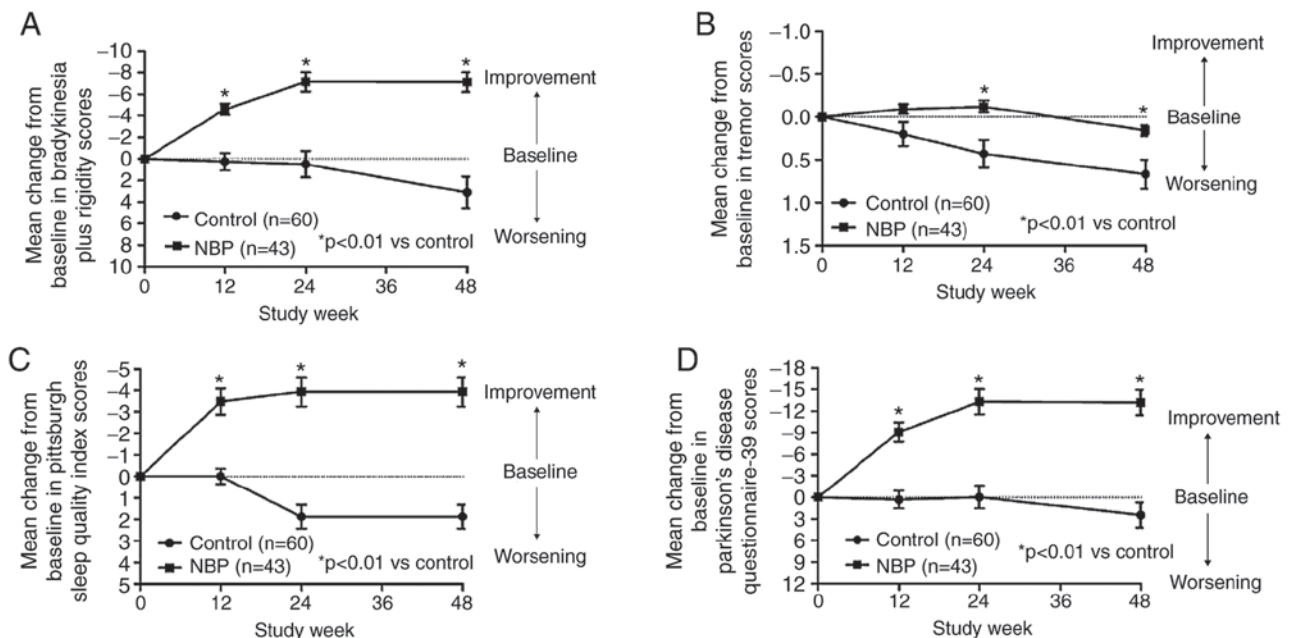 A
Mean change from
baseline in bradykinesia
plus rigidity scores
−10
−8
−6
−4
−2
0
2
4
6
8
10
* * *
Improvement
Baseline
Worsening
Control (n=60)
NBP (n=43)
*p<0.01 vs control
0 12 24 36 48
Study week
B
Mean change from
baseline in tremor scores
−1.0
−0.5
0.0
0.5
1.0
1.5
* *
Improvement
Baseline
Worsening
Control (n=60)
NBP (n=43)
*p<0.01 vs control
0 12 24 36 48
Study week
C
Mean change from
baseline in pittsburgh
sleep quality index scores
−5
−4
−3
−2
−1
0
1
2
3
4
5
* * *
Improvement
Baseline
Worsening
Control (n=60)
NBP (n=43)
*p<0.01 vs control
0 12 24 36 48
Study week
D
Mean change from
baseline in
parkinson's disease
questionnaire-39 scores
−18
−15
−12
−9
−6
−3
0
3
6
9
12
* * *
Improvement
Baseline
Worsening
Control (n=60)
NBP (n=43)
*p<0.01 vs control
0 12 24 36 48
Study week